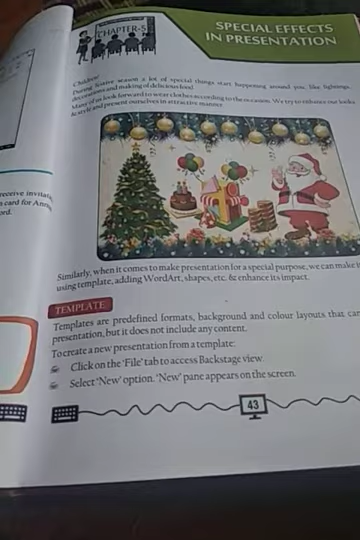 CHAPTER-5
SPECIAL EFFECTS
IN PRESENTATION
Children!
During festive season a lot of special things start happening around you like lightings,
decorations and making of delicious food.
Many of us look forward to wear clothes according to the occasion. We try to enhance our looks
& style and present ourselves in attractive manner.
Similarly, when it comes to make presentation for a special purpose, we can make i
using template, adding WordArt, shapes, etc. & enhance its impact.
TEMPLATE
Templates are predefined formats, background and colour layouts that can
presentation, but it does not include any content.
To create a new presentation from a template:
Click on the 'File' tab to access Backstage view.
Select 'New' option. 'New' pane appears on the screen.
43
receive invitat
card for Ann
ord.